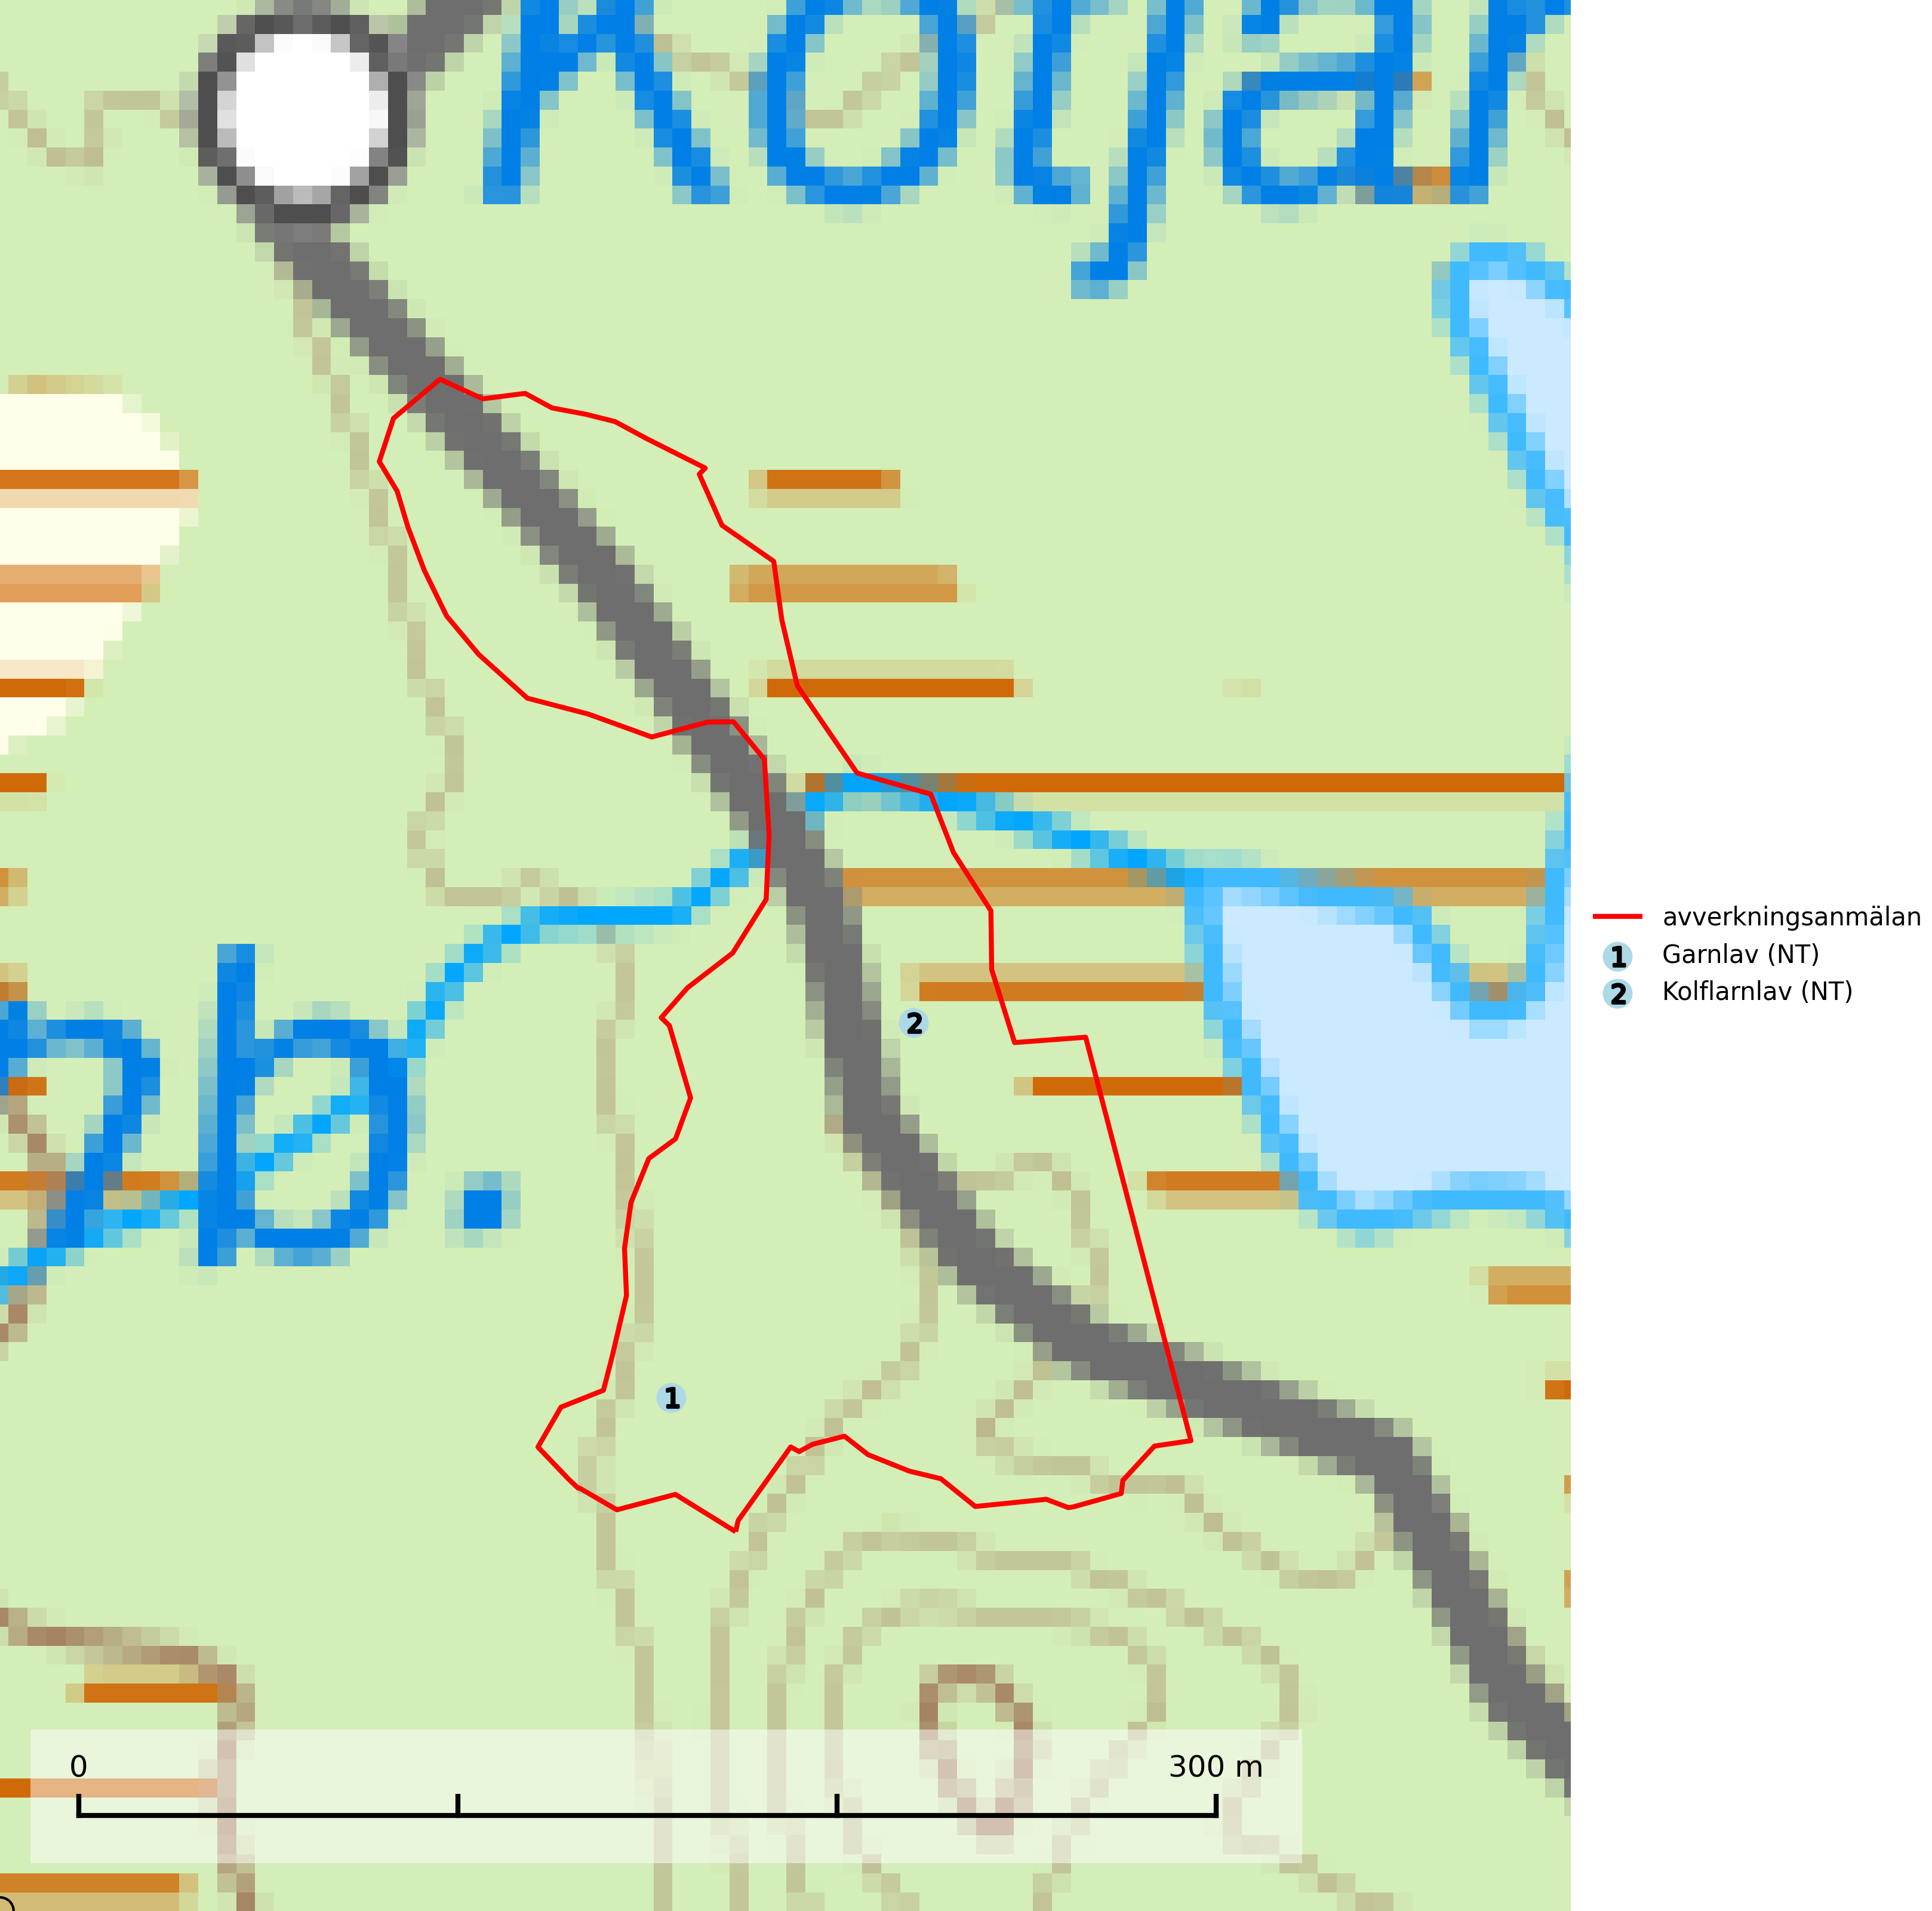 avverkningsanmälan
1 Garnlav (NT)
2 Kolflarnlav (NT)
2
1
0 300 m